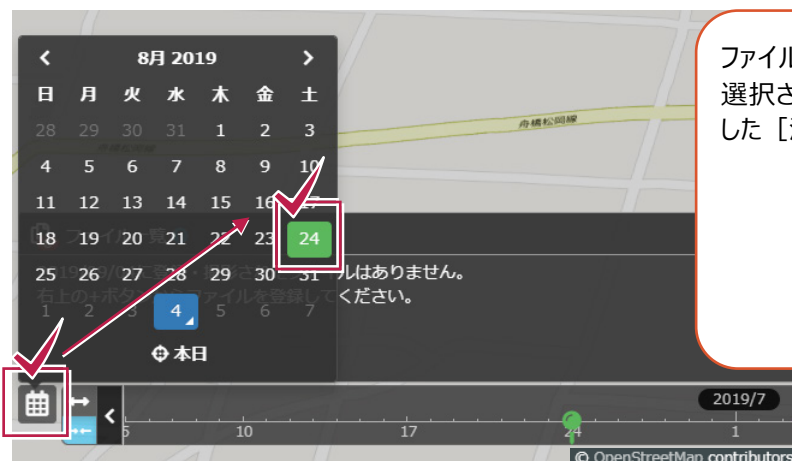 8月 2019
日 月 火 水 木 金 土
28 29 30 31 1 2 3
4 5 6 7 8 9 10
11 12 13 14 15 16 17
18 19 20 21 22 23 24
25 26 27 28 29 30 31
1 2 3 4 5 6 7
本日
舟橋松岡線
ファイル
選択さ
した［
ルはありません。
右上の+ボタン ファイルを登録してください。
2019/7
5 10 17 24 1
© OpenStreetMap contributors